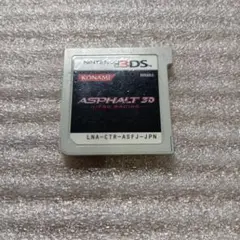 NINTENDO 3DS
KONAMI
ASPHALT 3D
LNA-CTR-ASFJ-JPN